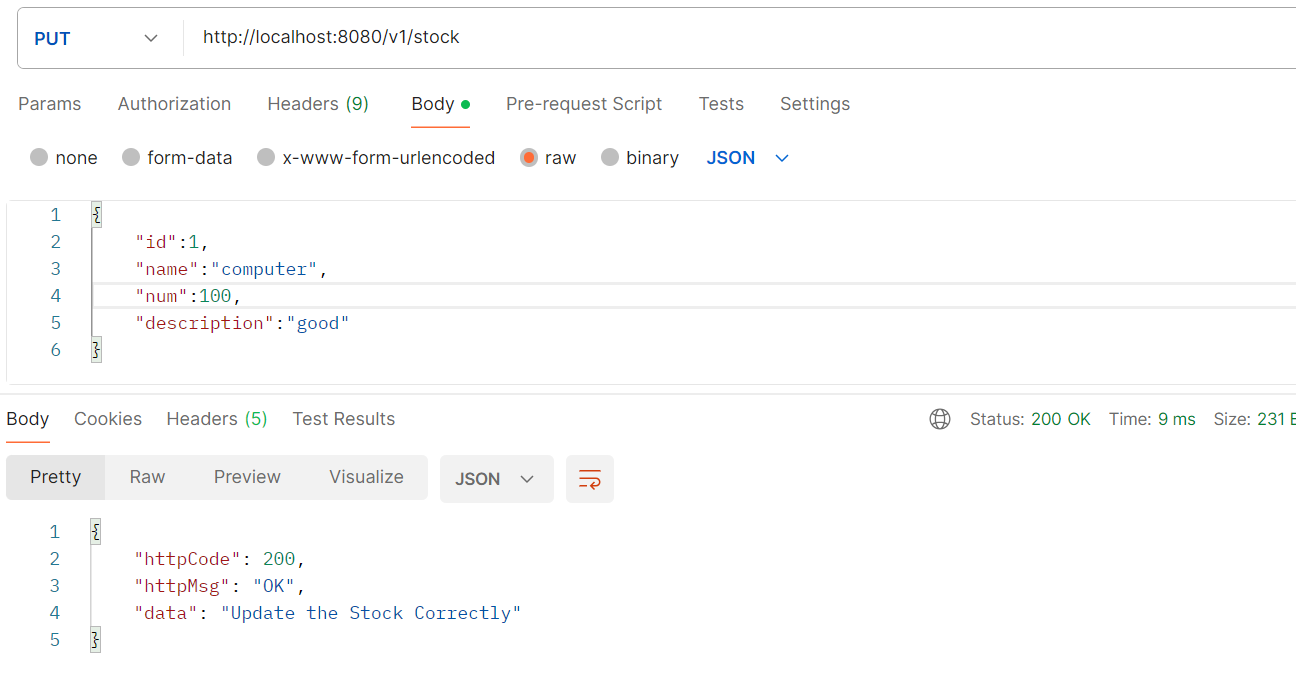 PUT http://localhost:8080/v1/stock
Params Authorization Headers (9) Body Pre-request Script Tests Settings
none form-data x-www-form-urlencoded raw binary JSON
1 {
2 "id":1,
3 "name":"computer",
4 "num":100,
5 "description":"good"
6 }
Body Cookies Headers (5) Test Results Status: 200 OK Time: 9 ms Size: 231
Pretty Raw Preview Visualize JSON
1 {
2 "httpCode": 200,
3 "httpMsg": "OK",
4 "data": "Update the Stock Correctly"
5 }